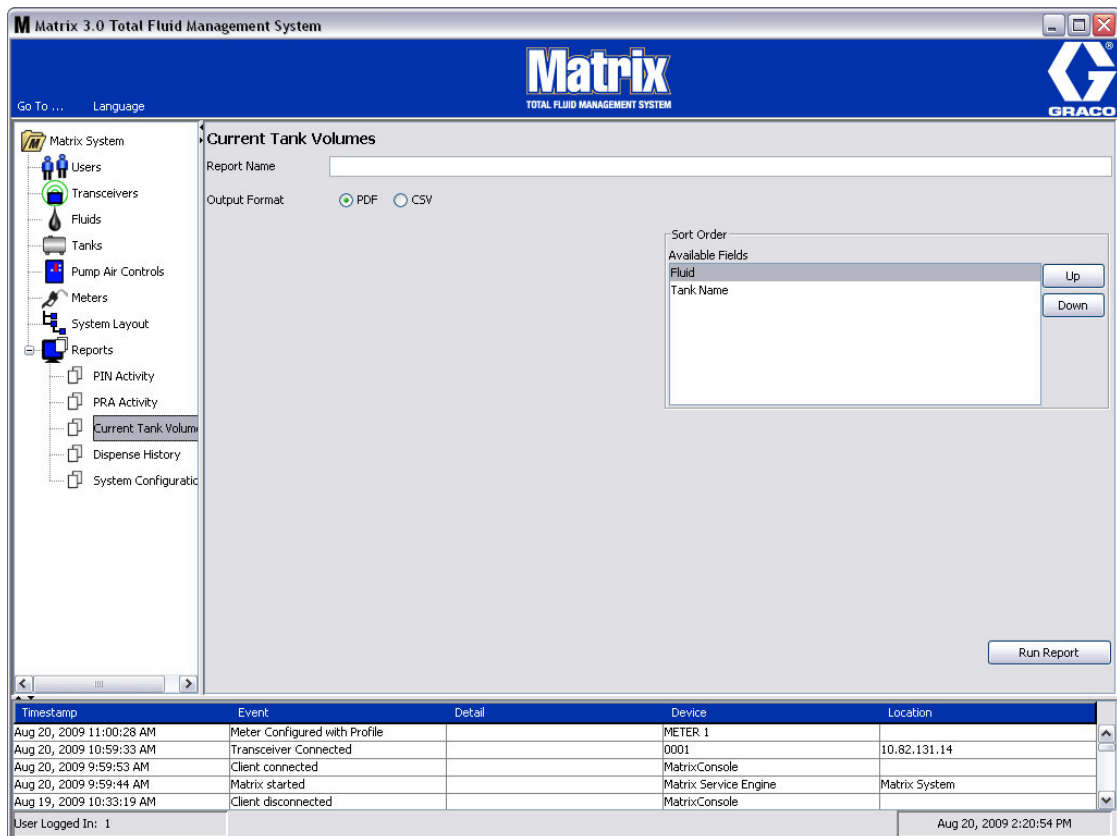 M Matrix 3.0 Total Fluid Management System
Matrix
TOTAL FLUID MANAGEMENT SYSTEM
GRACO
®
Go To ... Language
Matrix System
Users
Transceivers
Fluids
Tanks
Pump Air Controls
Meters
System Layout
Reports
PIN Activity
PRA Activity
Current Tank Volum
Dispense History
System Configuratic
Current Tank Volumes
Report Name
Output Format PDF CSV
Sort Order
Available Fields
Fluid
Tank Name
Up
Down
Run Report
Timestamp Event Detail Device Location
Aug 20, 2009 11:00:28 AM Meter Configured with Profile METER 1
Aug 20, 2009 10:59:33 AM Transceiver Connected 0001 10.82.131.14
Aug 20, 2009 9:59:53 AM Client connected MatrixConsole
Aug 20, 2009 9:59:44 AM Matrix started Matrix Service Engine Matrix System
Aug 19, 2009 10:33:19 AM Client disconnected MatrixConsole
User Logged In: 1 Aug 20, 2009 2:20:54 PM